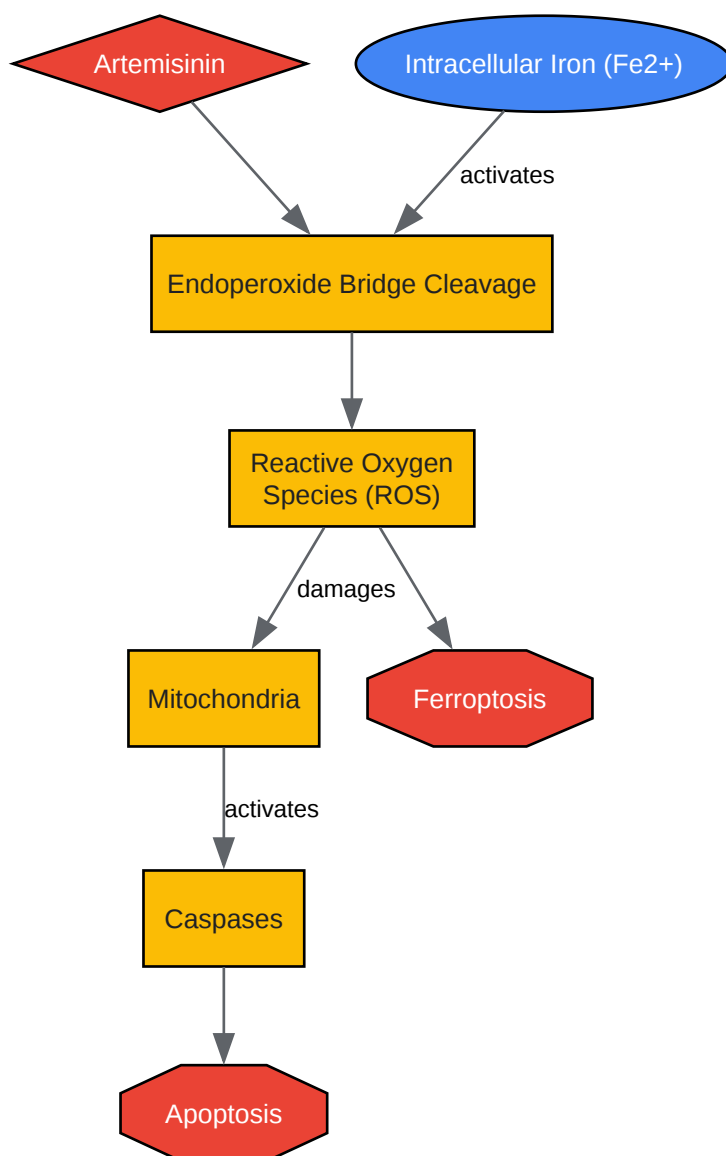 Artemisinin
Intracellular Iron (Fe2+)
activates
Endoperoxide Bridge Cleavage
Reactive Oxygen
Species (ROS)
damages
Mitochondria
Ferroptosis
activates
Caspases
Apoptosis